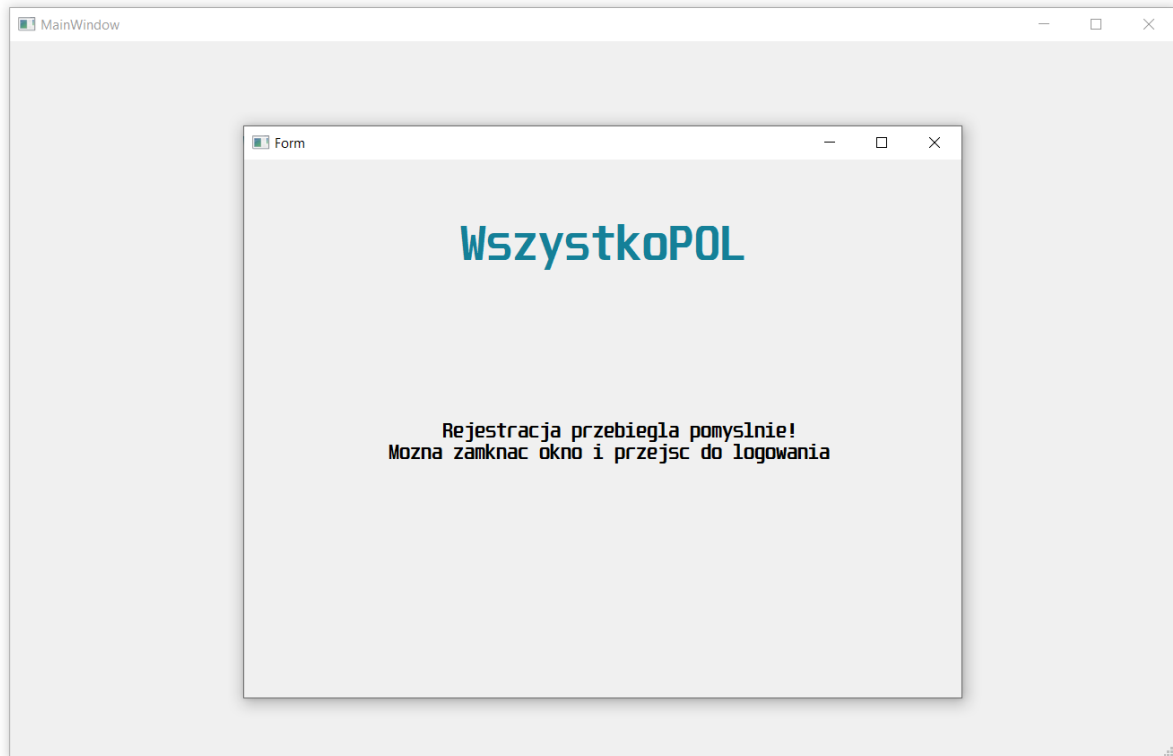 MainWindow
Form
WszystkoPOL
Rejestracja przebiegla pomyslnie!
Mozna zamknac okno i przejsc do logowania